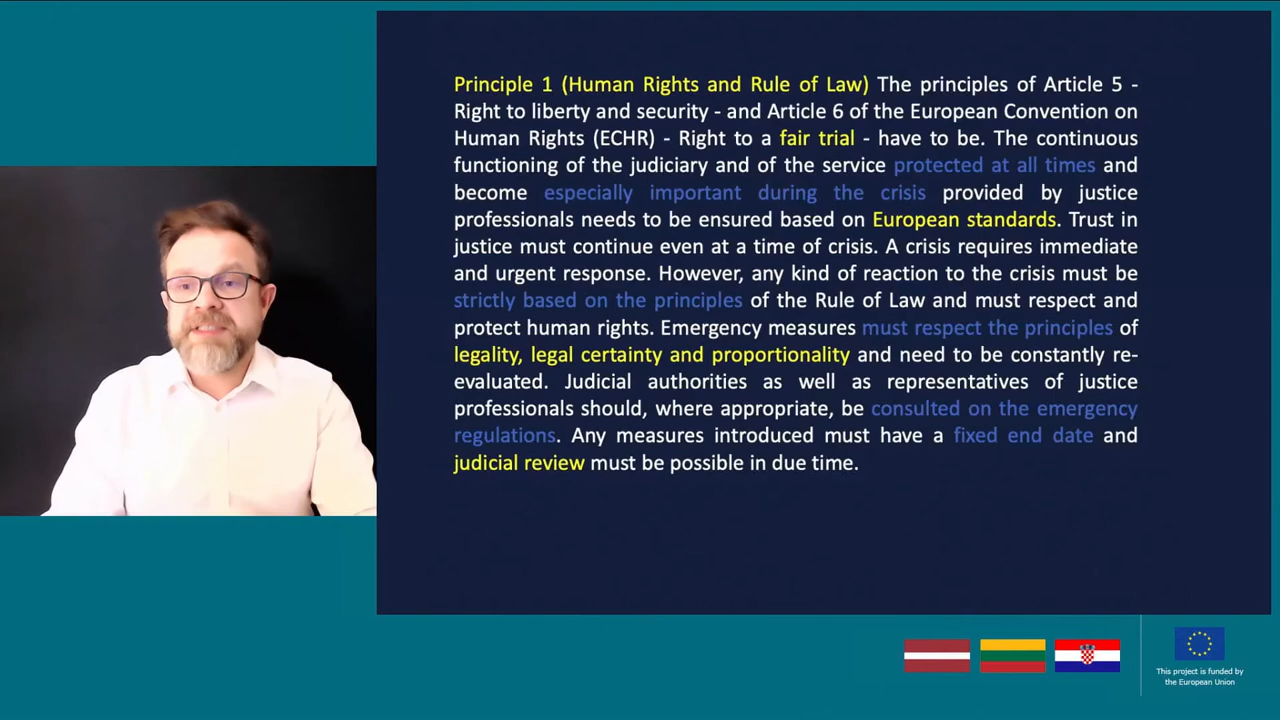 Principle 1 (Human Rights and Rule of Law) The principles of Article 5 -
Right to liberty and security - and Article 6 of the European Convention on
Human Rights (ECHR) - Right to a fair trial - have to be. The continuous
functioning of the judiciary and of the service protected at all times and
become especially important during the crisis provided by justice
professionals needs to be ensured based on European standards. Trust in
justice must continue even at a time of crisis. A crisis requires immediate
and urgent response. However, any kind of reaction to the crisis must be
strictly based on the principles of the Rule of Law and must respect and
protect human rights. Emergency measures must respect the principles of
legality, legal certainty and proportionality and need to be constantly re-
evaluated. Judicial authorities as well as representatives of justice
professionals should, where appropriate, be consulted on the emergency
regulations. Any measures introduced must have a fixed end date and
judicial review must be possible in due time.
This project is funded by
the European Union